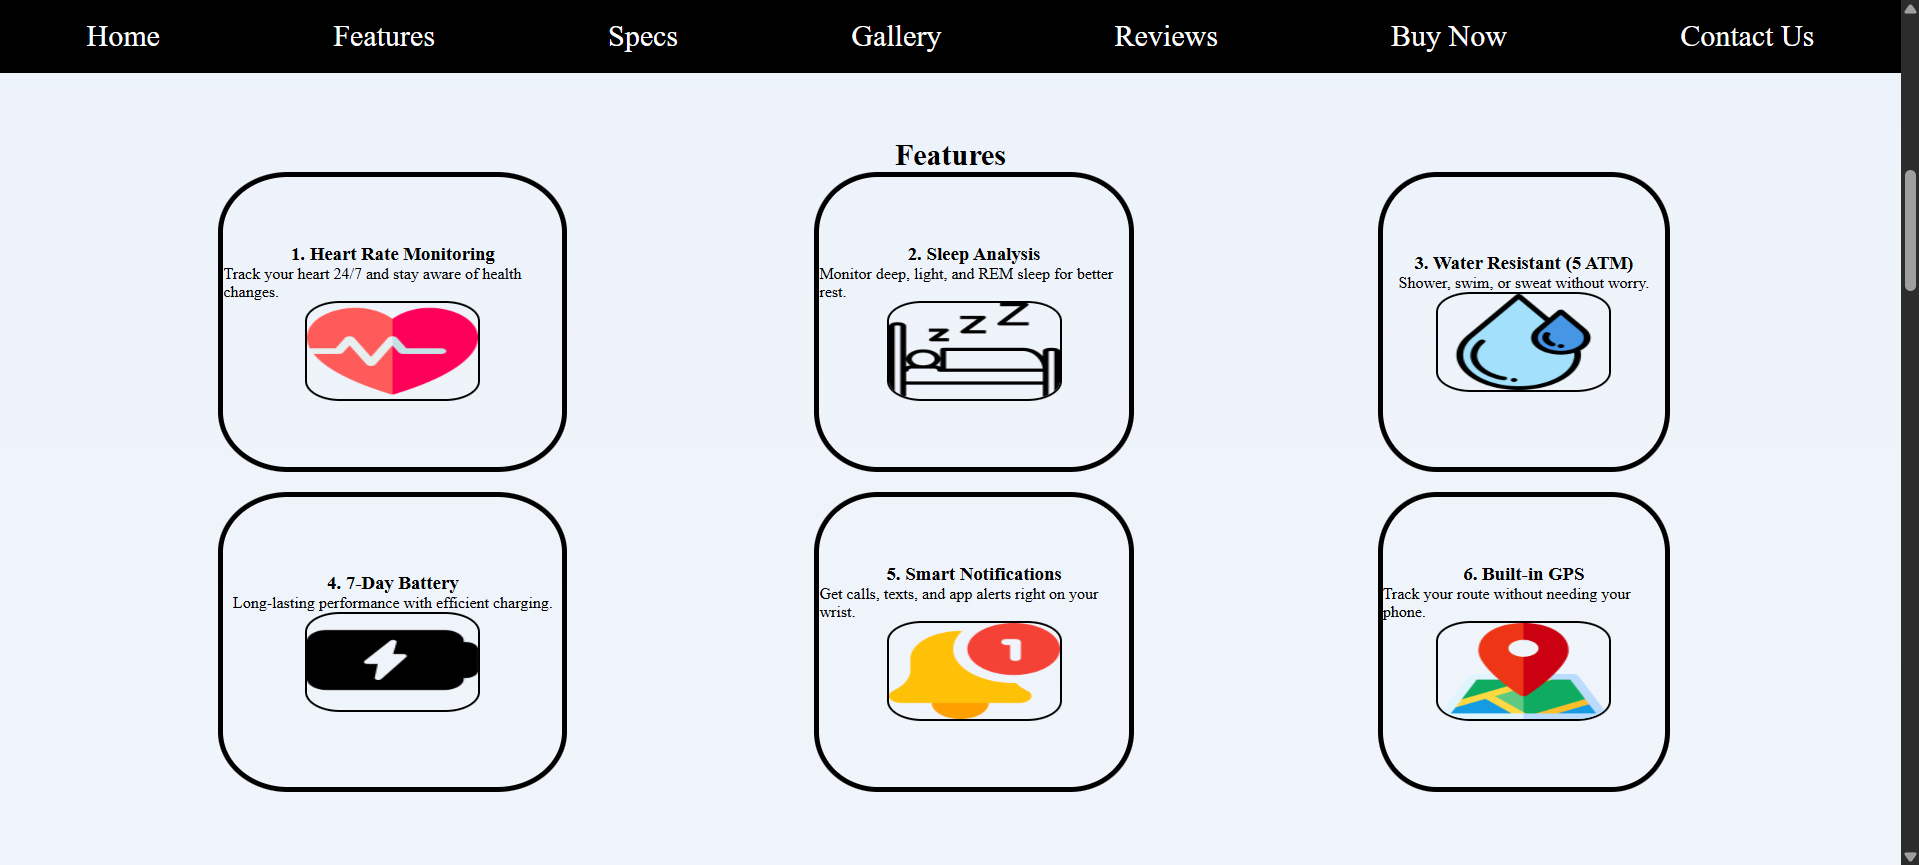 Home Features Specs Gallery Reviews Buy Now Contact Us
Features
1. Heart Rate Monitoring
Track your heart 24/7 and stay aware of health
changes.
2. Sleep Analysis
Monitor deep, light, and REM sleep for better
rest.
z z z
3. Water Resistant (5 ATM)
Shower, swim, or sweat without worry.
4. 7-Day Battery
Long-lasting performance with efficient charging.
5. Smart Notifications
Get calls, texts, and app alerts right on your
wrist.
1
6. Built-in GPS
Track your route without needing your
phone.